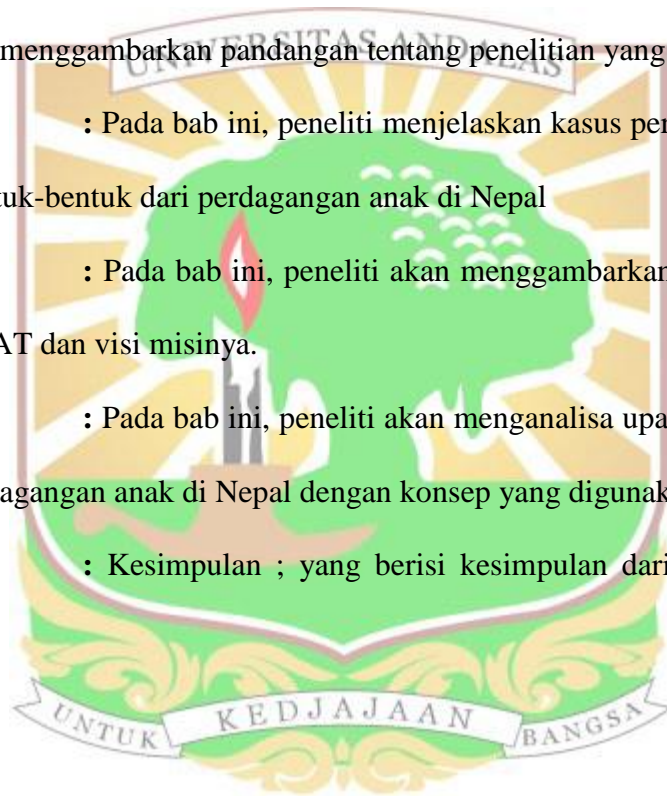 UNIVERSITAS ANDALAS
menggambarkan pandangan tentang penelitian yang
: Pada bab ini, peneliti menjelaskan kasus per
tuk-bentuk dari perdagangan anak di Nepal
: Pada bab ini, peneliti akan menggambarkan
AT dan visi misinya.
: Pada bab ini, peneliti akan menganalisa upa
agangan anak di Nepal dengan konsep yang digunak
: Kesimpulan ; yang berisi kesimpulan dari
UNTUK KEDJAJAAN BANGSA